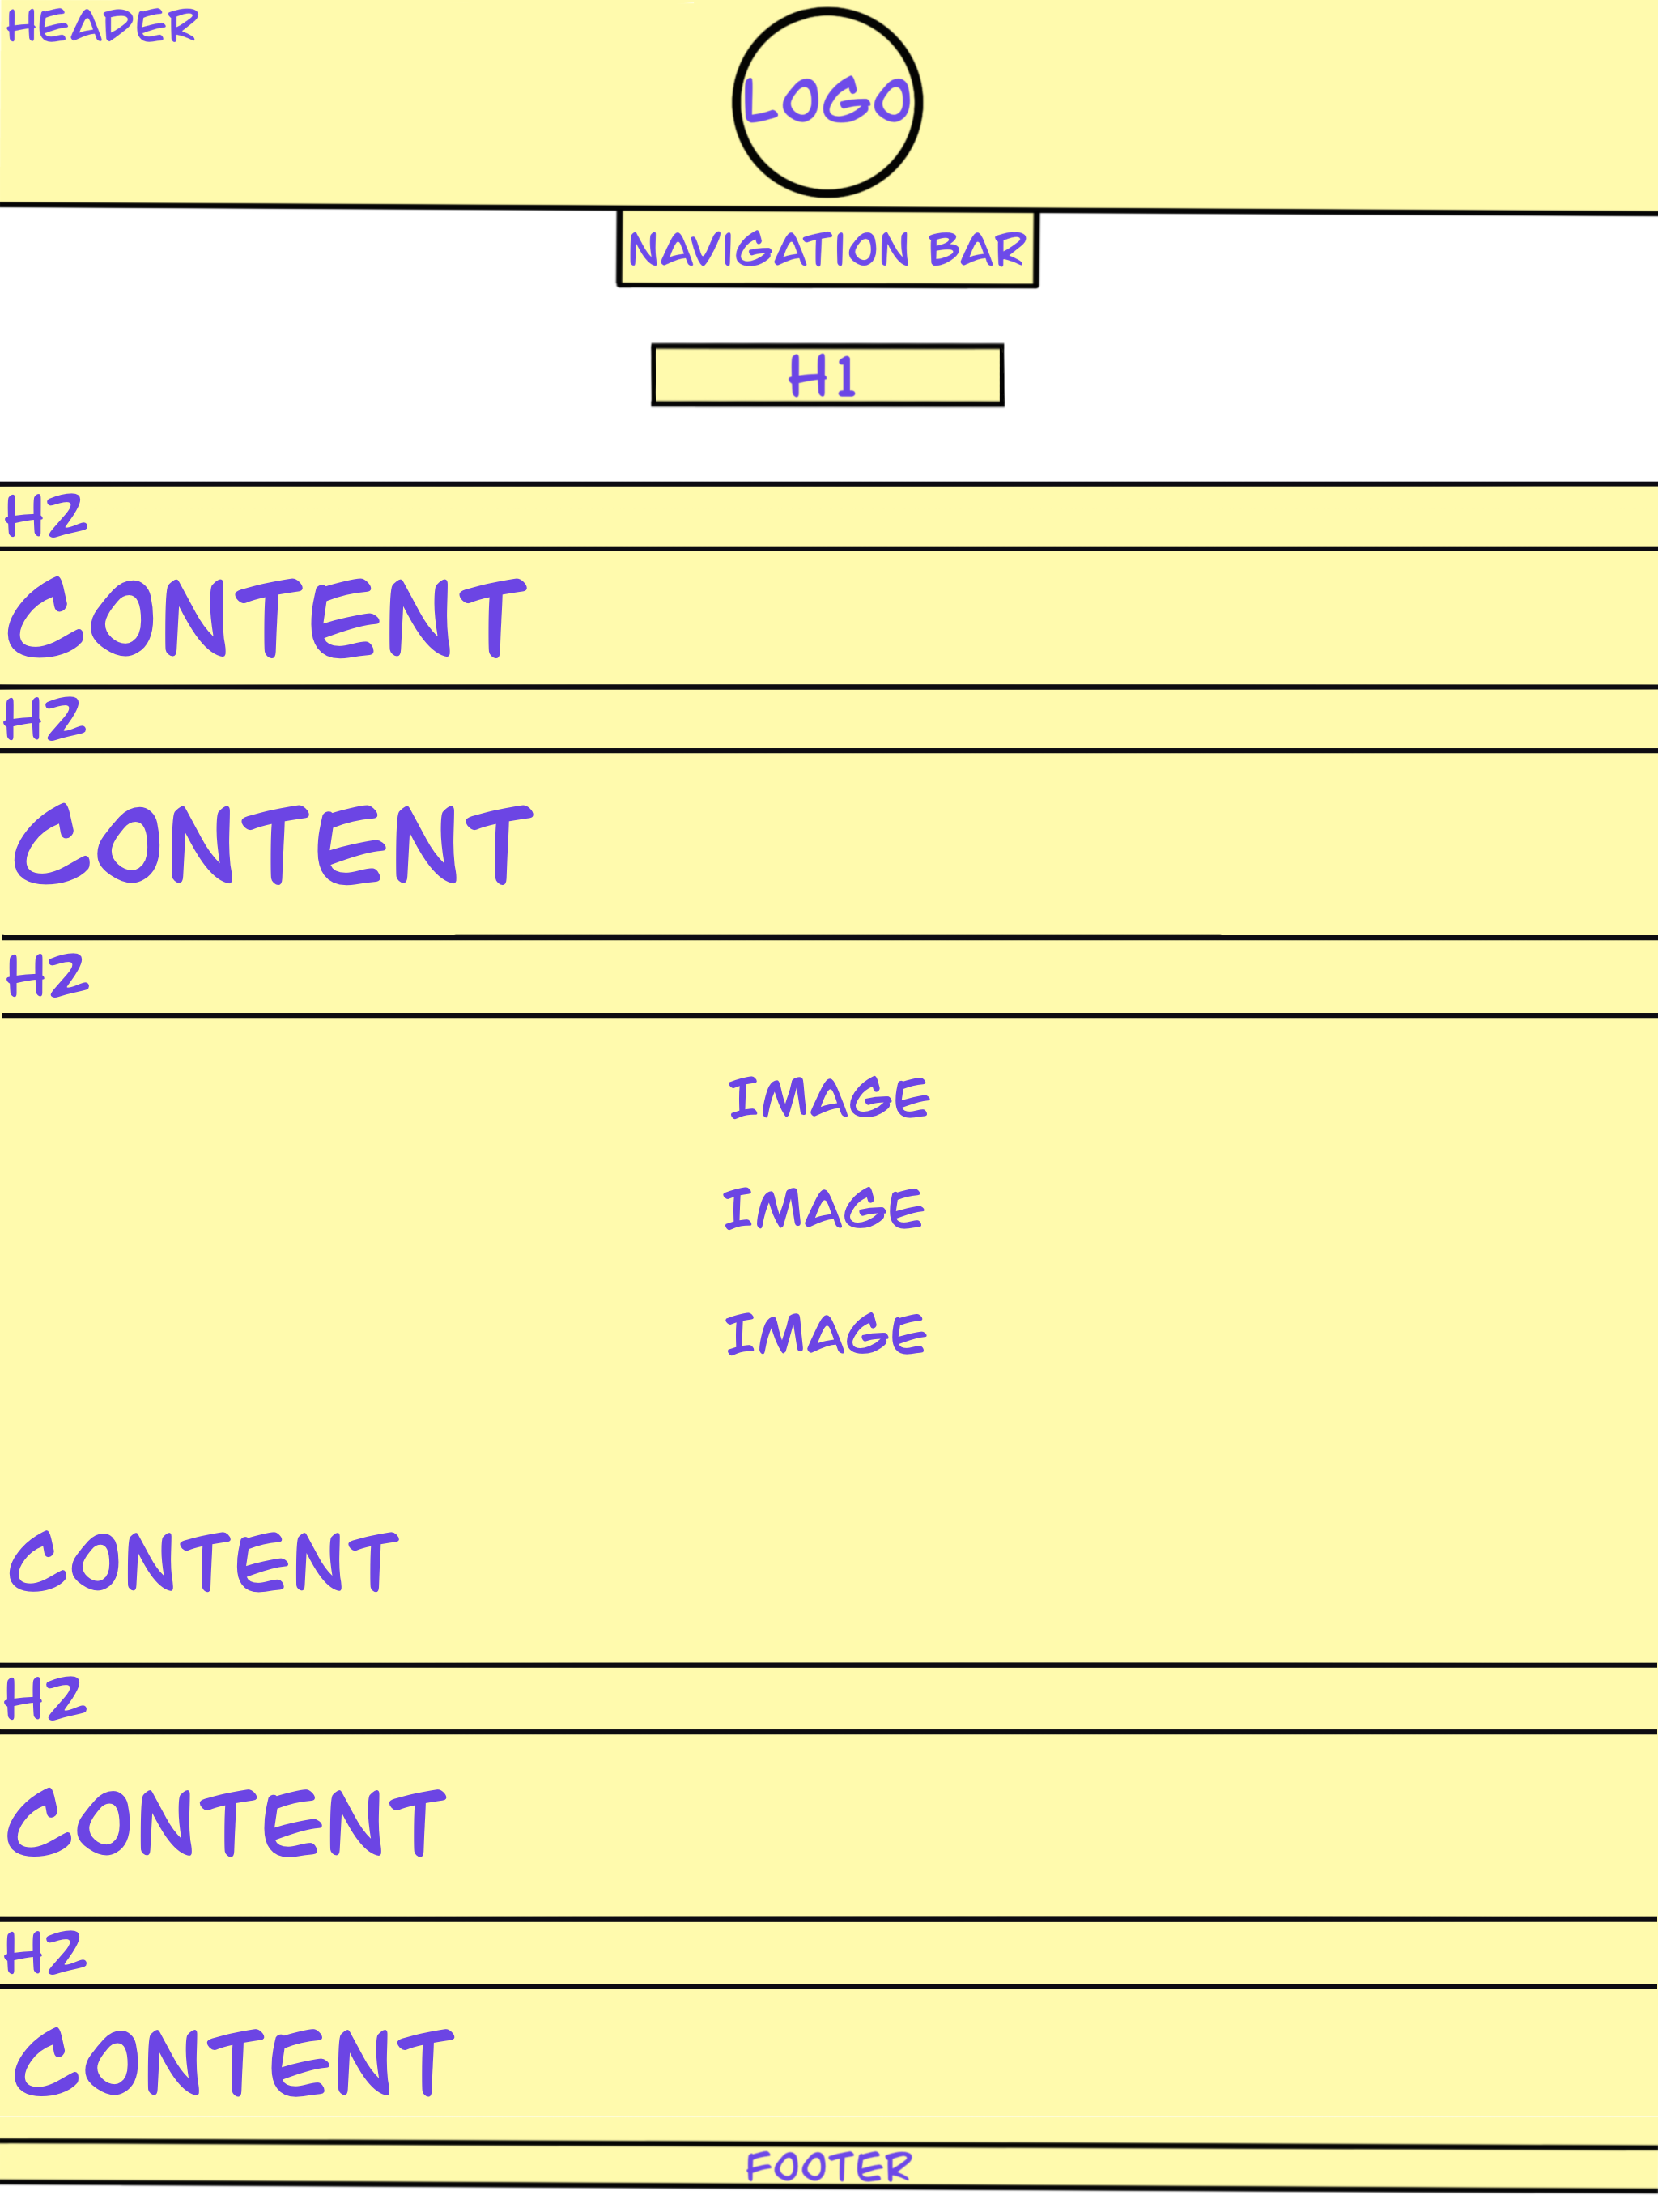 HEADER
LOGO
NAVIGATION BAR
H1
H2
CONTENT
H2
CONTENT
H2
IMAGE
IMAGE
IMAGE
CONTENT
H2
CONTENT
H2
CONTENT
FOOTER